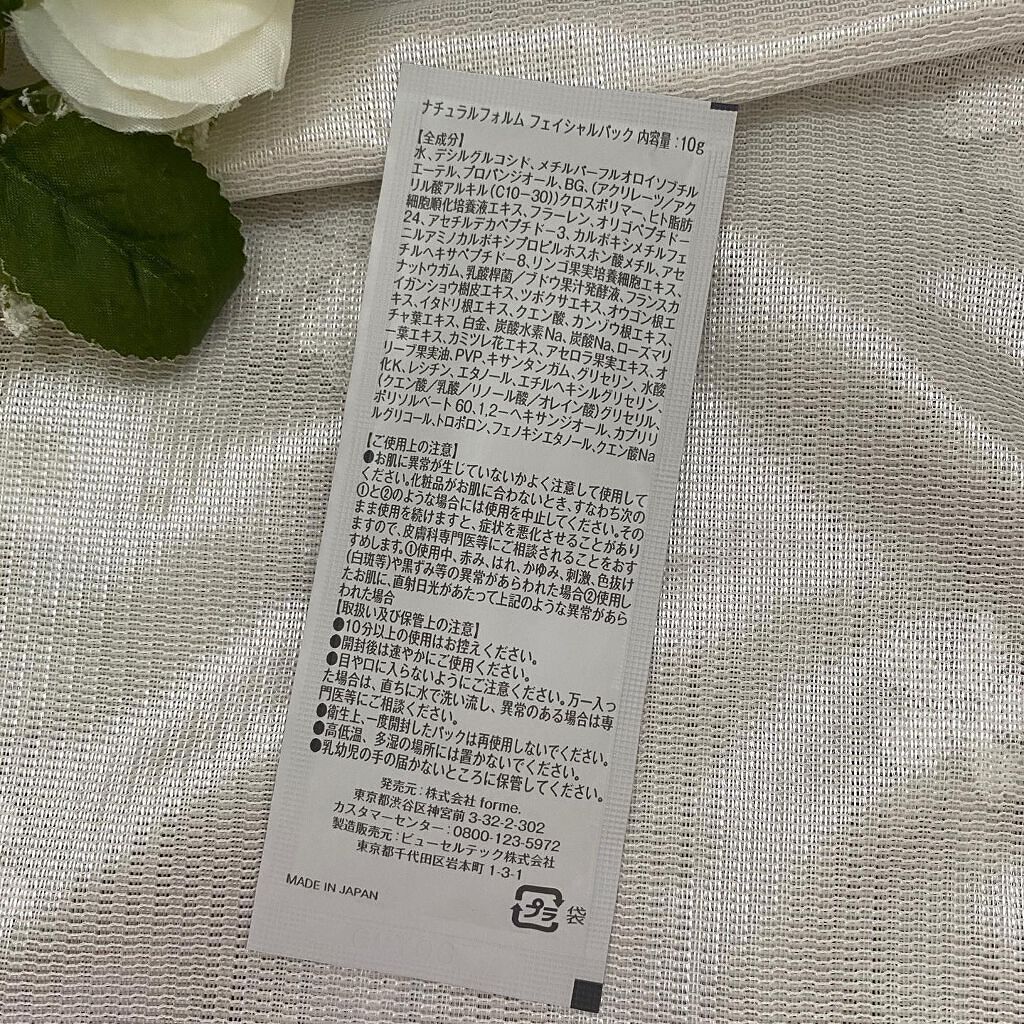 ナチュラルフォルム フェイシャルパック 内容量:10g
【全成分】
水、デシルグルコシド、メチルパーフルオロイソブチル
エーテル、プロパンジオール、BG、(アクリレーツ/アク
リル酸アルキル(C10-30))クロスポリマー、ヒト脂肪
細胞順化培養液エキス、フラーレン、オリゴペプチド-
24、アセチルデカペプチド-3、カルボキシメチルフェ
ニルアミノカルボキシプロピルホスホン酸メチル、アセ
チルヘキサペプチド-8、リンゴ果実培養細胞エキス、
ナットウガム、乳酸桿菌/ブドウ果汁発酵液、フランスカ
イガンショウ樹皮エキス、ツボクサエキス、オウゴン根エ
キス、イタドリ根エキス、クエン酸、カンゾウ根エキス、
チャ葉エキス、白金、炭酸水素Na、炭酸Na、ローズマリ
ー葉エキス、カミツレ花エキス、アセロラ果実エキス、オ
リーブ果実油、PVP、キサンタンガム、グリセリン、水酸
化K、レシチン、エタノール、エチルヘキシルグリセリン、
(クエン酸/乳酸/リノール酸/オレイン酸)グリセリル、
ポリソルベート60、1,2-ヘキサンジオール、カプリリ
ルグリコール、トロポロン、フェノキシエタノール、クエン酸Na
【ご使用上の注意】
●お肌に異常が生じていないかよく注意して使用して
ください。化粧品がお肌に合わないとき、すなわち次の
①と②のような場合には使用を中止してください。その
まま使用を続けますと、症状を悪化させることがあり
ますので、皮膚科専門医等にご相談されることをおす
すめします。①使用中、赤み、はれ、かゆみ、刺激、色抜け
(白斑等)や黒ずみ等の異常があらわれた場合②使用し
たお肌に、直射日光があたって上記のような異常があら
われた場合
【取扱い及び保管上の注意】
●10分以上の使用はお控えください。
●開封後は速やかにご使用ください。
●目や口に入らないようにご注意ください。万一入っ
た場合は、直ちに水で洗い流し、異常のある場合は専
門医等にご相談ください。
●衛生上、一度開封したパックは再使用しないでください。
●高低温、多湿の場所には置かないでください。
●乳幼児の手の届かないところに保管してください。
発売元:株式会社 forme.
東京都渋谷区神宮前 3-32-2-302
カスタマーセンター:0800-123-5972
製造販売元:ビューセルテック株式会社
東京都千代田区岩本町 1-3-1
MADE IN JAPAN
プラ 袋